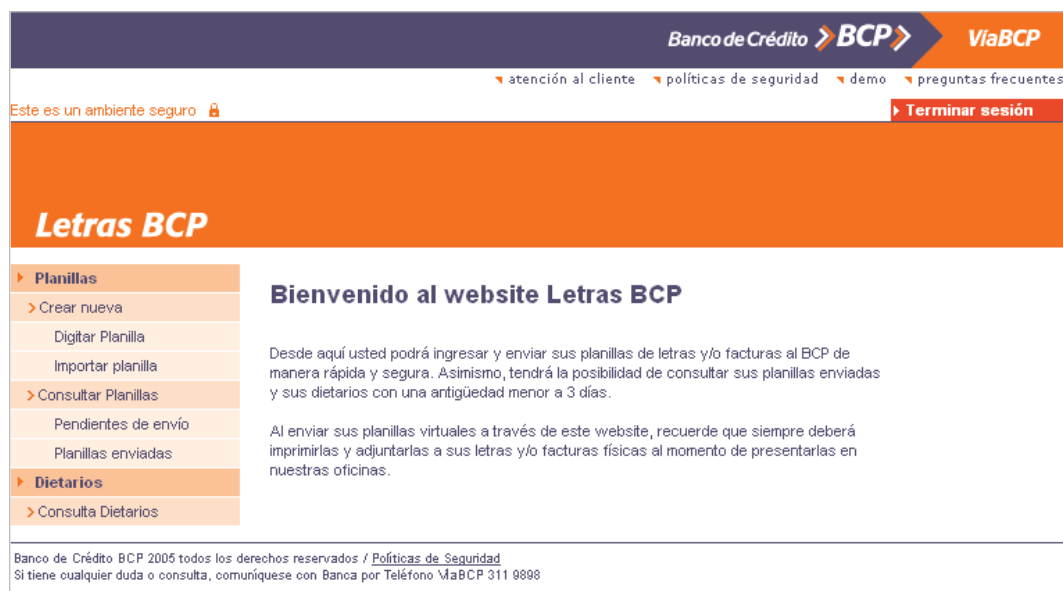 Banco de Crédito BCP
VíaBCP
atención al cliente políticas de seguridad demo preguntas frecuentes
Este es un ambiente seguro
Terminar sesión
Letras BCP
Planillas
Crear nueva
Digitar Planilla
Importar planilla
Consultar Planillas
Pendientes de envío
Planillas enviadas
Dietarios
Consulta Dietarios
Bienvenido al website Letras BCP
Desde aquí usted podrá ingresar y enviar sus planillas de letras y/o facturas al BCP de
manera rápida y segura. Asimismo, tendrá la posibilidad de consultar sus planillas enviadas
y sus dietarios con una antigüedad menor a 3 días.
Al enviar sus planillas virtuales a través de este website, recuerde que siempre deberá
imprimirlas y adjuntarlas a sus letras y/o facturas físicas al momento de presentarlas en
nuestras oficinas.
Banco de Crédito BCP 2005 todos los derechos reservados / Políticas de Seguridad
Si tiene cualquier duda o consulta, comuníquese con Banca por Teléfono VíaBCP 311 9898